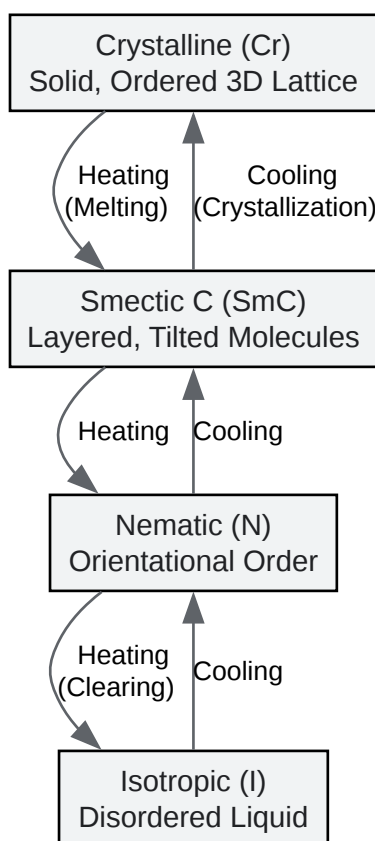 Crystalline (Cr)
Solid, Ordered 3D Lattice
Heating
(Melting)
Cooling
(Crystallization)
Smectic C (SmC)
Layered, Tilted Molecules
Heating
Cooling
Nematic (N)
Orientational Order
Heating
(Clearing)
Cooling
Isotropic (I)
Disordered Liquid